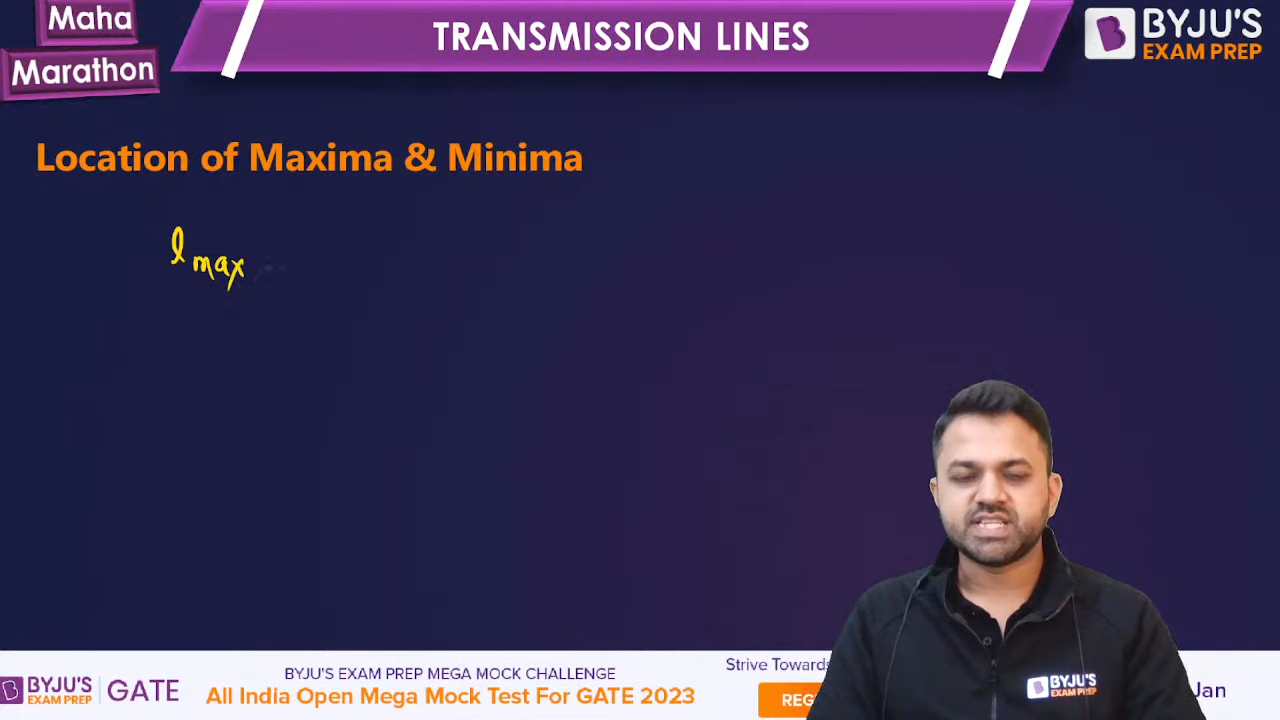 Maha
Marathon
TRANSMISSION LINES
BYJU'S
EXAM PREP
Location of Maxima & Minima
l max
BYJU'S
EXAM PREP
GATE
BYJU'S EXAM PREP MEGA MOCK CHALLENGE
All India Open Mega Mock Test For GATE 2023
Strive Towards
REG
Jan
BYJU'S
EXAM PREP